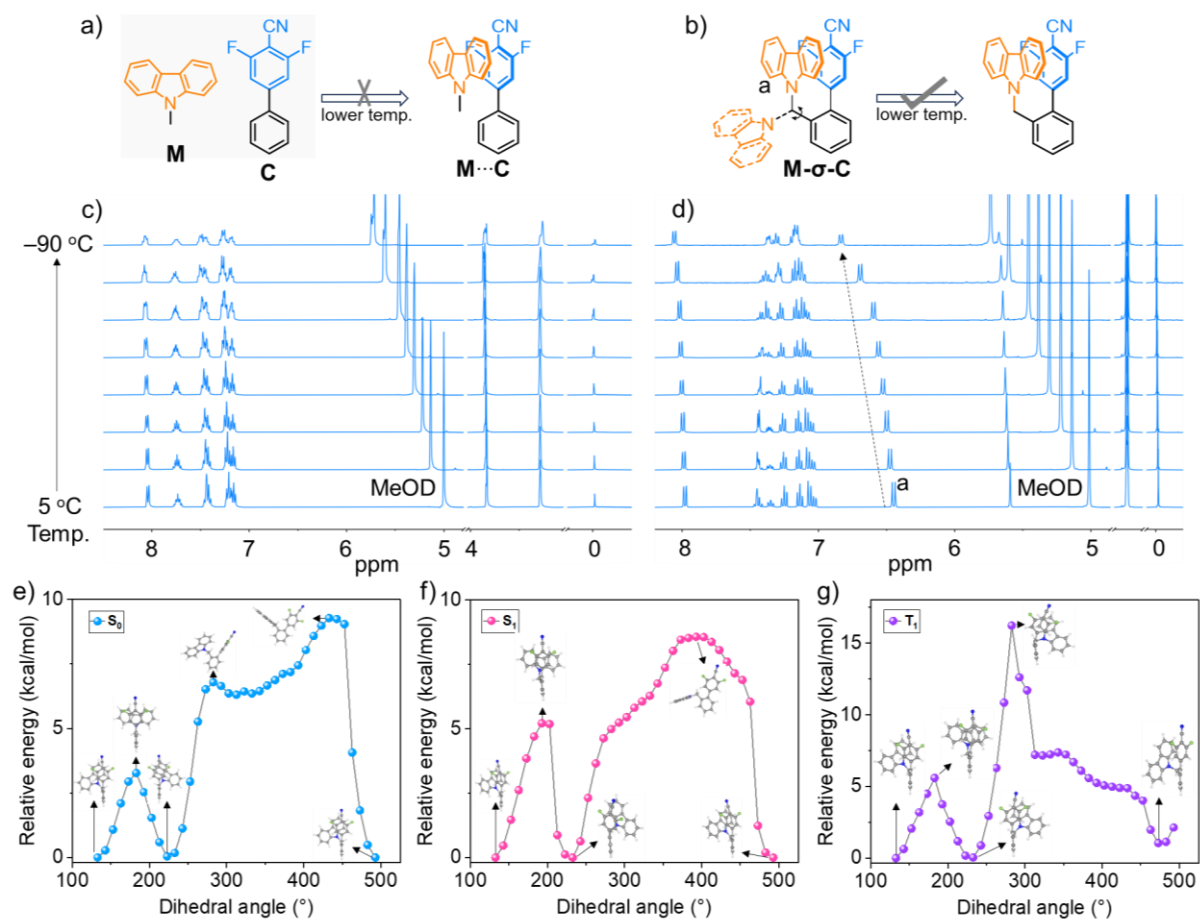 a)
CN
F
F
N
M
C
lower temp.
CN
F
F
N
M···C
b)
CN
F
F
N
a
N
M-σ-C
lower temp.
CN
F
F
N
c)
–90 °C
5 °C
Temp.
MeOD
8 7 6 5 4 0
ppm
d)
a
MeOD
8 7 6 5 0
ppm
e)
S0
Relative energy (kcal/mol)
10
5
0
100 200 300 400 500
Dihedral angle (°)
f)
S1
Relative energy (kcal/mol)
10
5
0
100 200 300 400 500
Dihedral angle (°)
g)
T1
Relative energy (kcal/mol)
15
10
5
0
100 200 300 400 500
Dihedral angle (°)